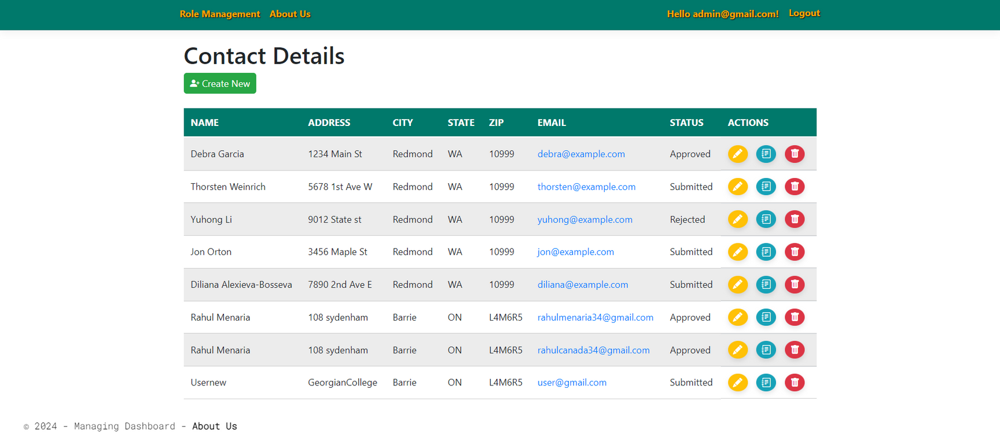 Role Management About Us Hello admin@gmail.com! Logout
Contact Details
Create New
NAME ADDRESS CITY STATE ZIP EMAIL STATUS ACTIONS
Debra Garcia 1234 Main St Redmond WA 10999 debra@example.com Approved
Thorsten Weinrich 5678 1st Ave W Redmond WA 10999 thorsten@example.com Submitted
Yuhong Li 9012 State st Redmond WA 10999 yuhong@example.com Rejected
Jon Orton 3456 Maple St Redmond WA 10999 jon@example.com Submitted
Diliana Alexieva-Bosseva 7890 2nd Ave E Redmond WA 10999 diliana@example.com Submitted
Rahul Menaria 108 sydenham Barrie ON L4M6R5 rahulmenaria34@gmail.com Approved
Rahul Menaria 108 sydenham Barrie ON L4M6R5 rahulcanada34@gmail.com Approved
Usernew GeorgianCollege Barrie ON L4M6R5 user@gmail.com Submitted
© 2024 - Managing Dashboard - About Us